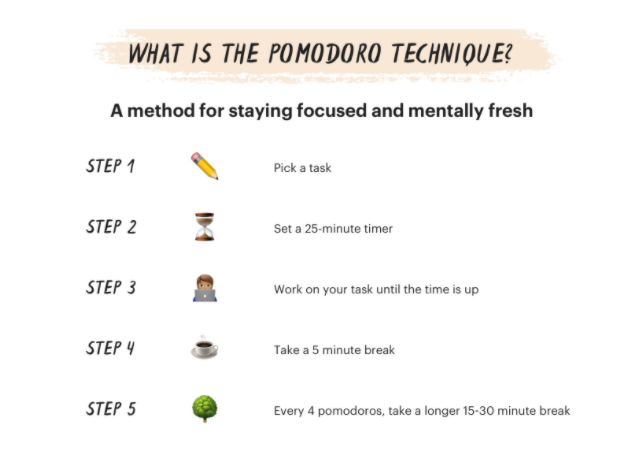 WHAT IS THE POMODORO TECHNIQUE?
A method for staying focused and mentally fresh
STEP 1 Pick a task
STEP 2 Set a 25-minute timer
STEP 3 Work on your task until the time is up
STEP 4 Take a 5 minute break
STEP 5 Every 4 pomodoros, take a longer 15-30 minute break